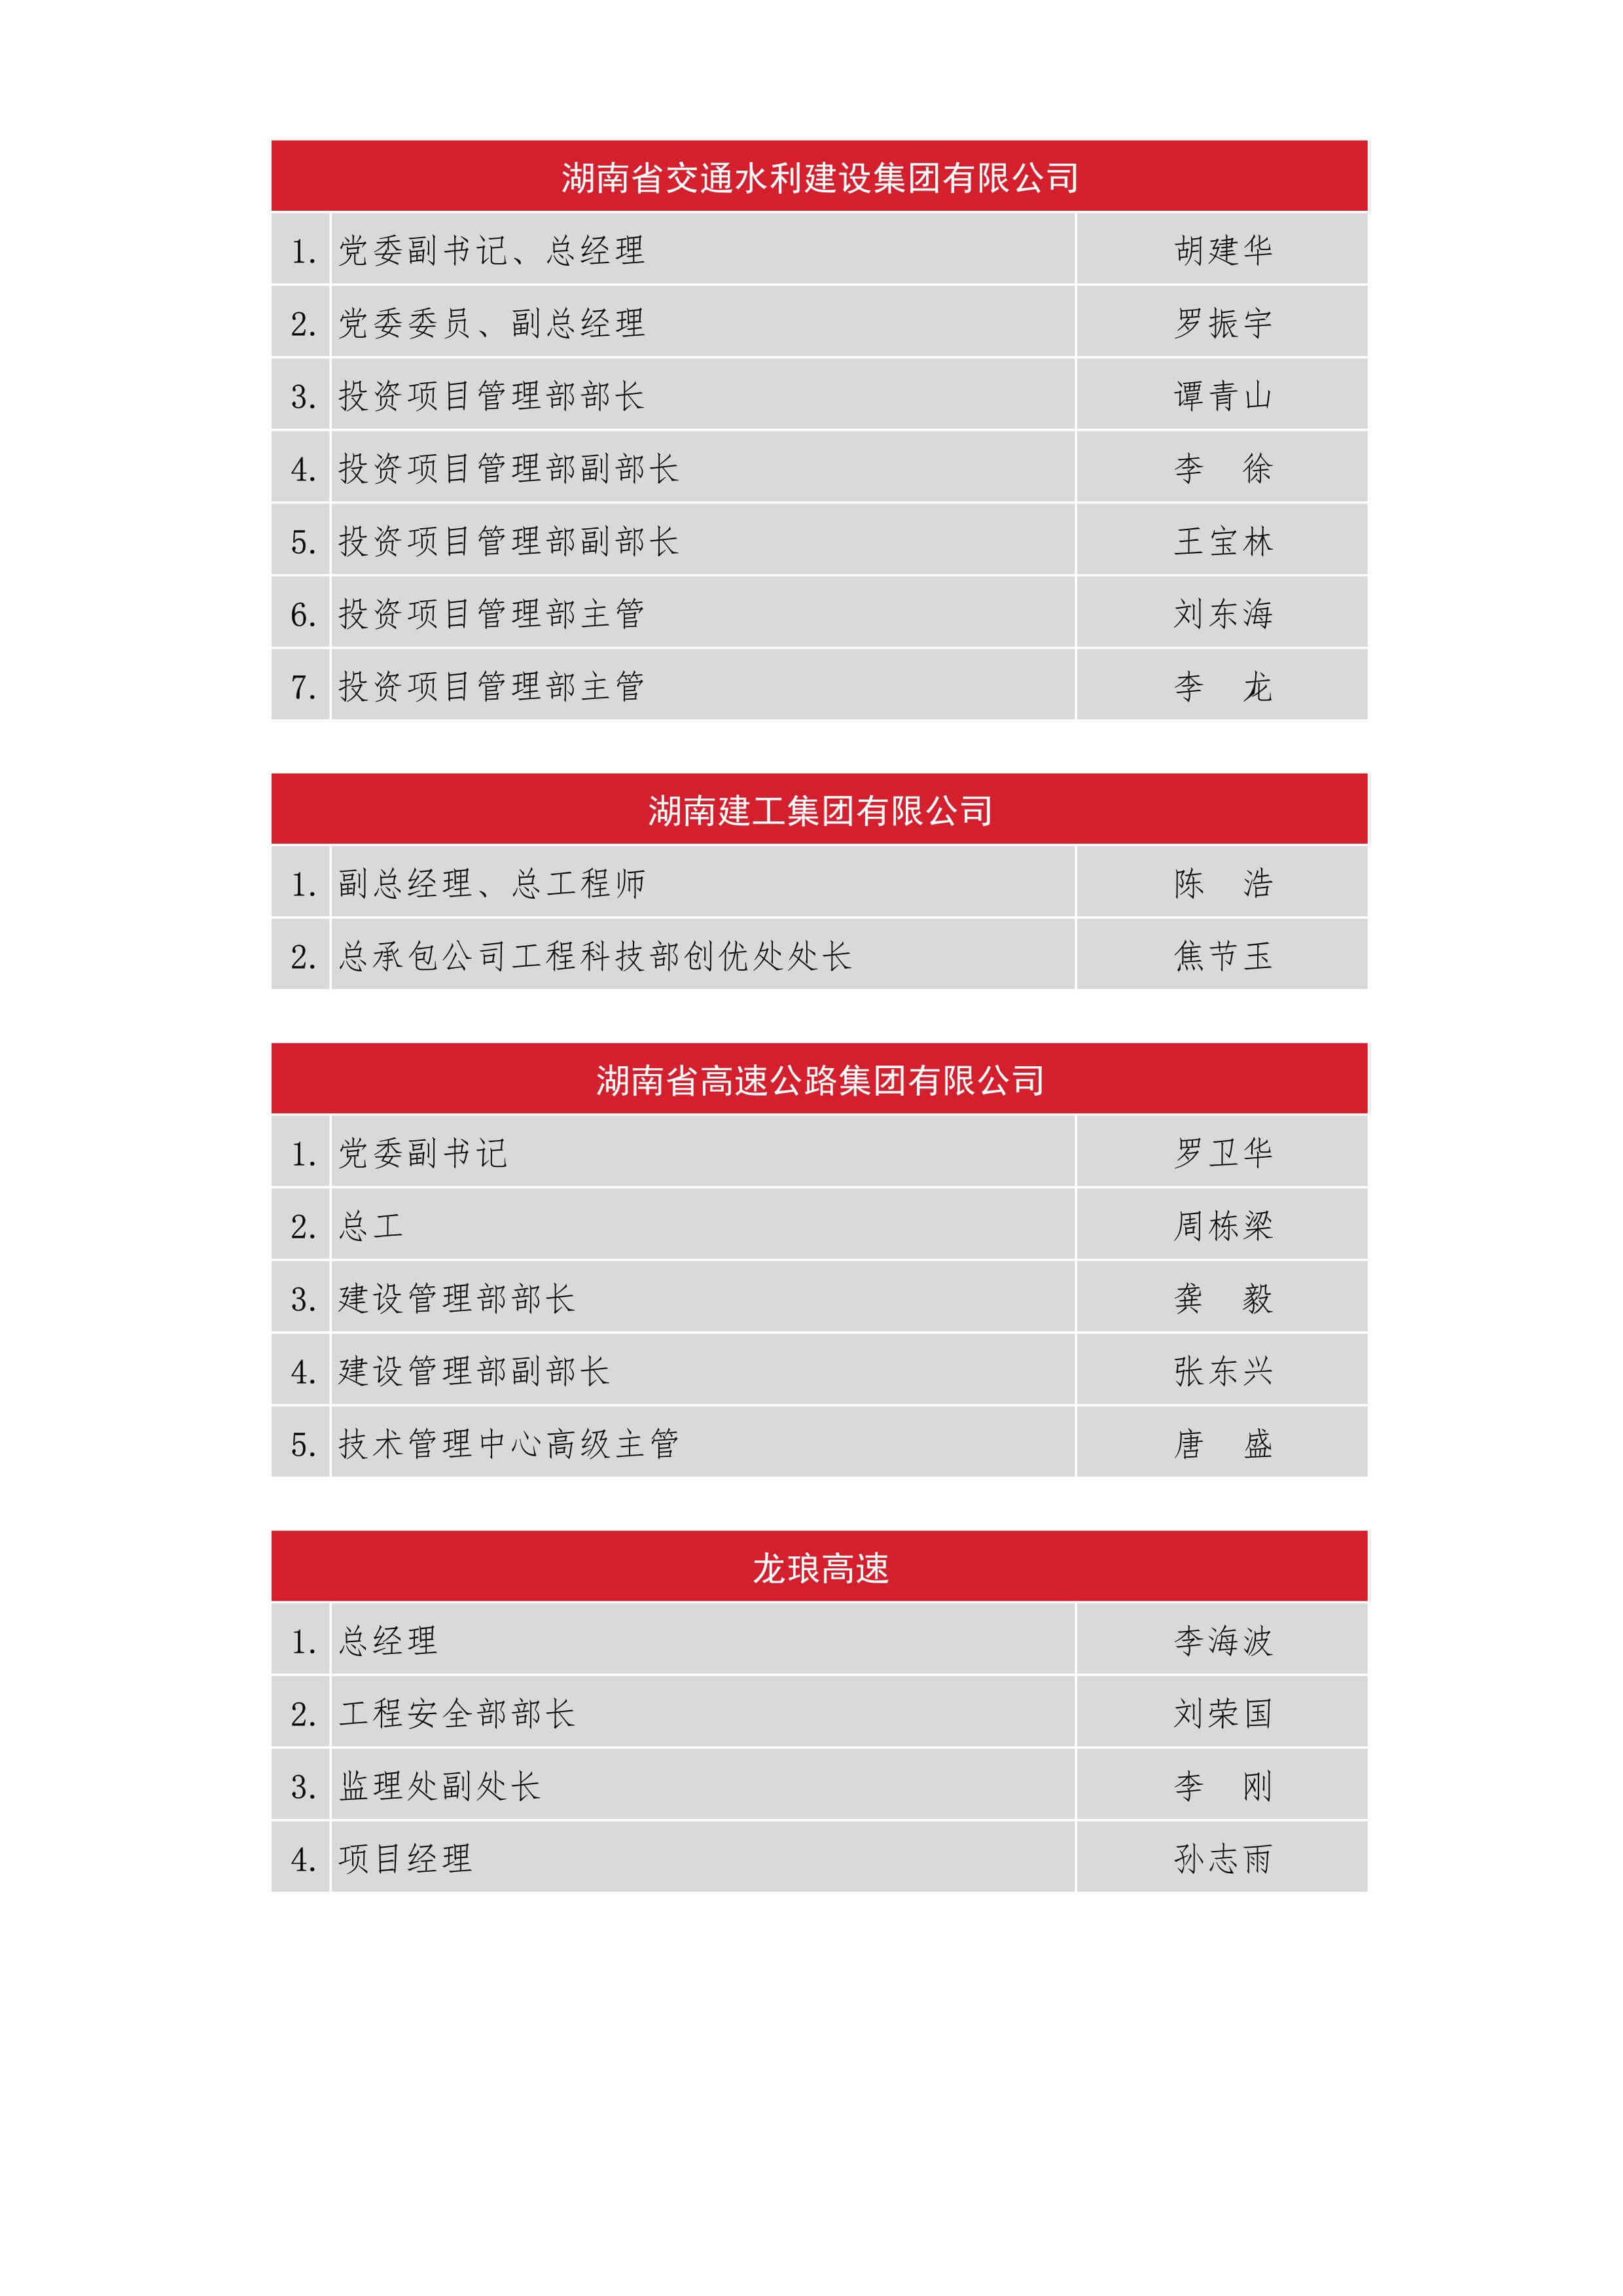 湖南省交通水利建设集团有限公司
1. 党委副书记、总经理 胡建华
2. 党委委员、副总经理 罗振宇
3. 投资项目管理部部长 谭青山
4. 投资项目管理部副部长 李　徐
5. 投资项目管理部副部长 王宝林
6. 投资项目管理部主管 刘东海
7. 投资项目管理部主管 李　龙
湖南建工集团有限公司
1. 副总经理、总工程师 陈　浩
2. 总承包公司工程科技部创优处处长 焦节玉
湖南省高速公路集团有限公司
1. 党委副书记 罗卫华
2. 总工 周栋梁
3. 建设管理部部长 龚　毅
4. 建设管理部副部长 张东兴
5. 技术管理中心高级主管 唐　盛
龙琅高速
1. 总经理 李海波
2. 工程安全部部长 刘荣国
3. 监理处副处长 李　刚
4. 项目经理 孙志雨